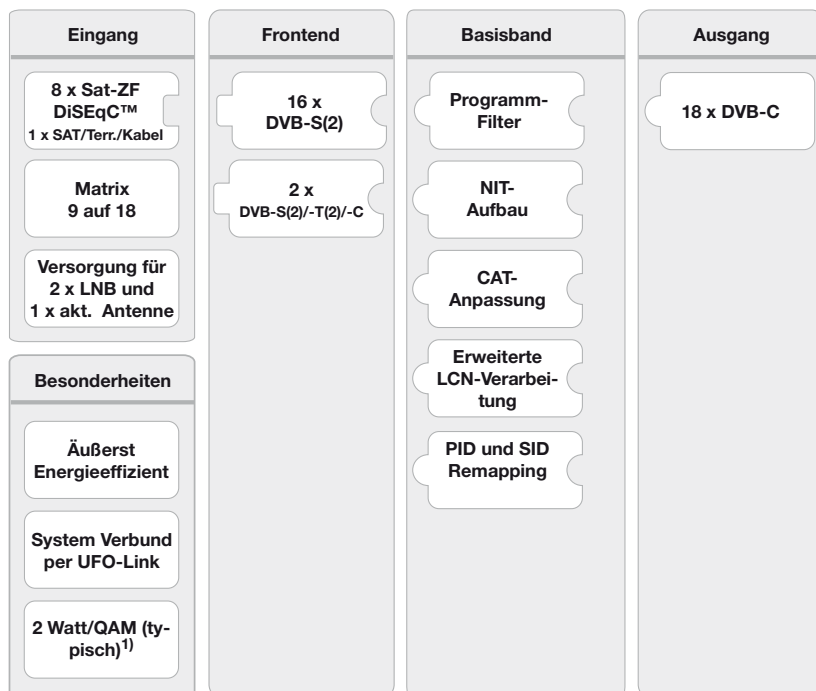 Eingang
8 x Sat-ZF
DiSEqC™
1 x SAT/Terr./Kabel
Matrix
9 auf 18
Versorgung für
2 x LNB und
1 x akt. Antenne
Besonderheiten
Äußerst
Energieeffizient
System Verbund
per UFO-Link
2 Watt/QAM (ty-
pisch)1)
Frontend
16 x
DVB-S(2)
2 x
DVB-S(2)/-T(2)/-C
Basisband
Programm-
Filter
NIT-
Aufbau
CAT-
Anpassung
Erweiterte
LCN-Verarbei-
tung
PID und SID
Remapping
Ausgang
18 x DVB-C